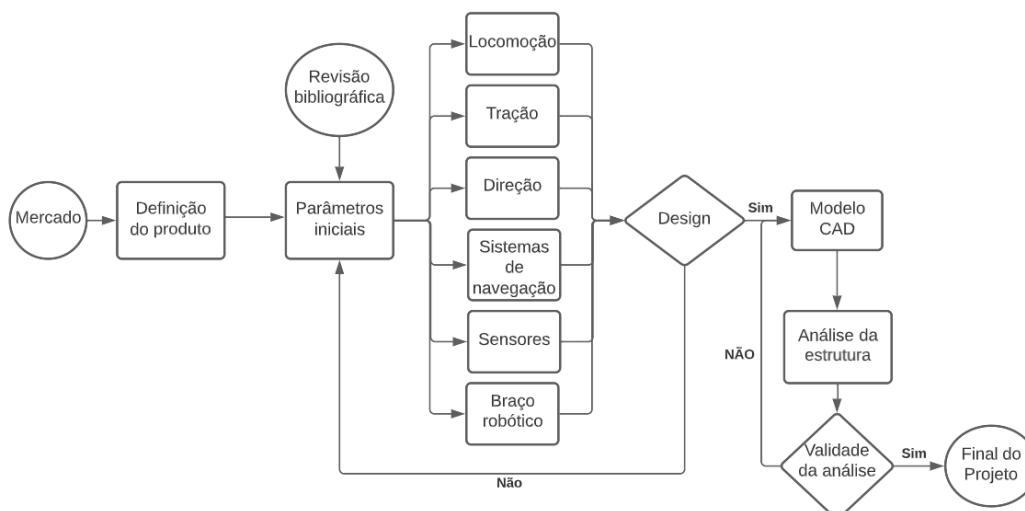 Mercado
Definição
do produto
Revisão
bibliográfica
Parâmetros
iniciais
Locomoção
Tração
Direção
Sistemas
de
navegação
Sensores
Braço
robótico
Design
Sim
Não
Modelo
CAD
Análise da
estrutura
NÃO
Validade
da análise
Sim
Final do
Projeto